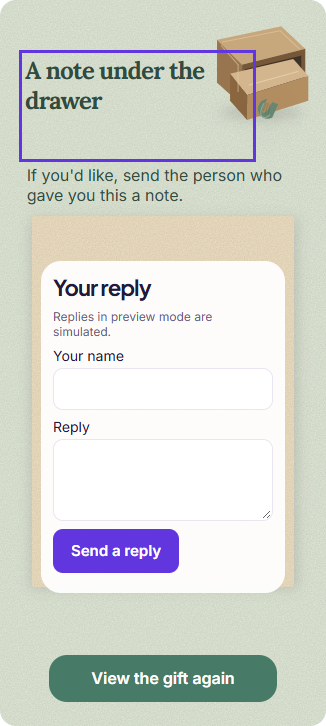 A note under the
drawer
If you'd like, send the person who
gave you this a note.
Your reply
Replies in preview mode are
simulated.
Your name
Reply
Send a reply
View the gift again